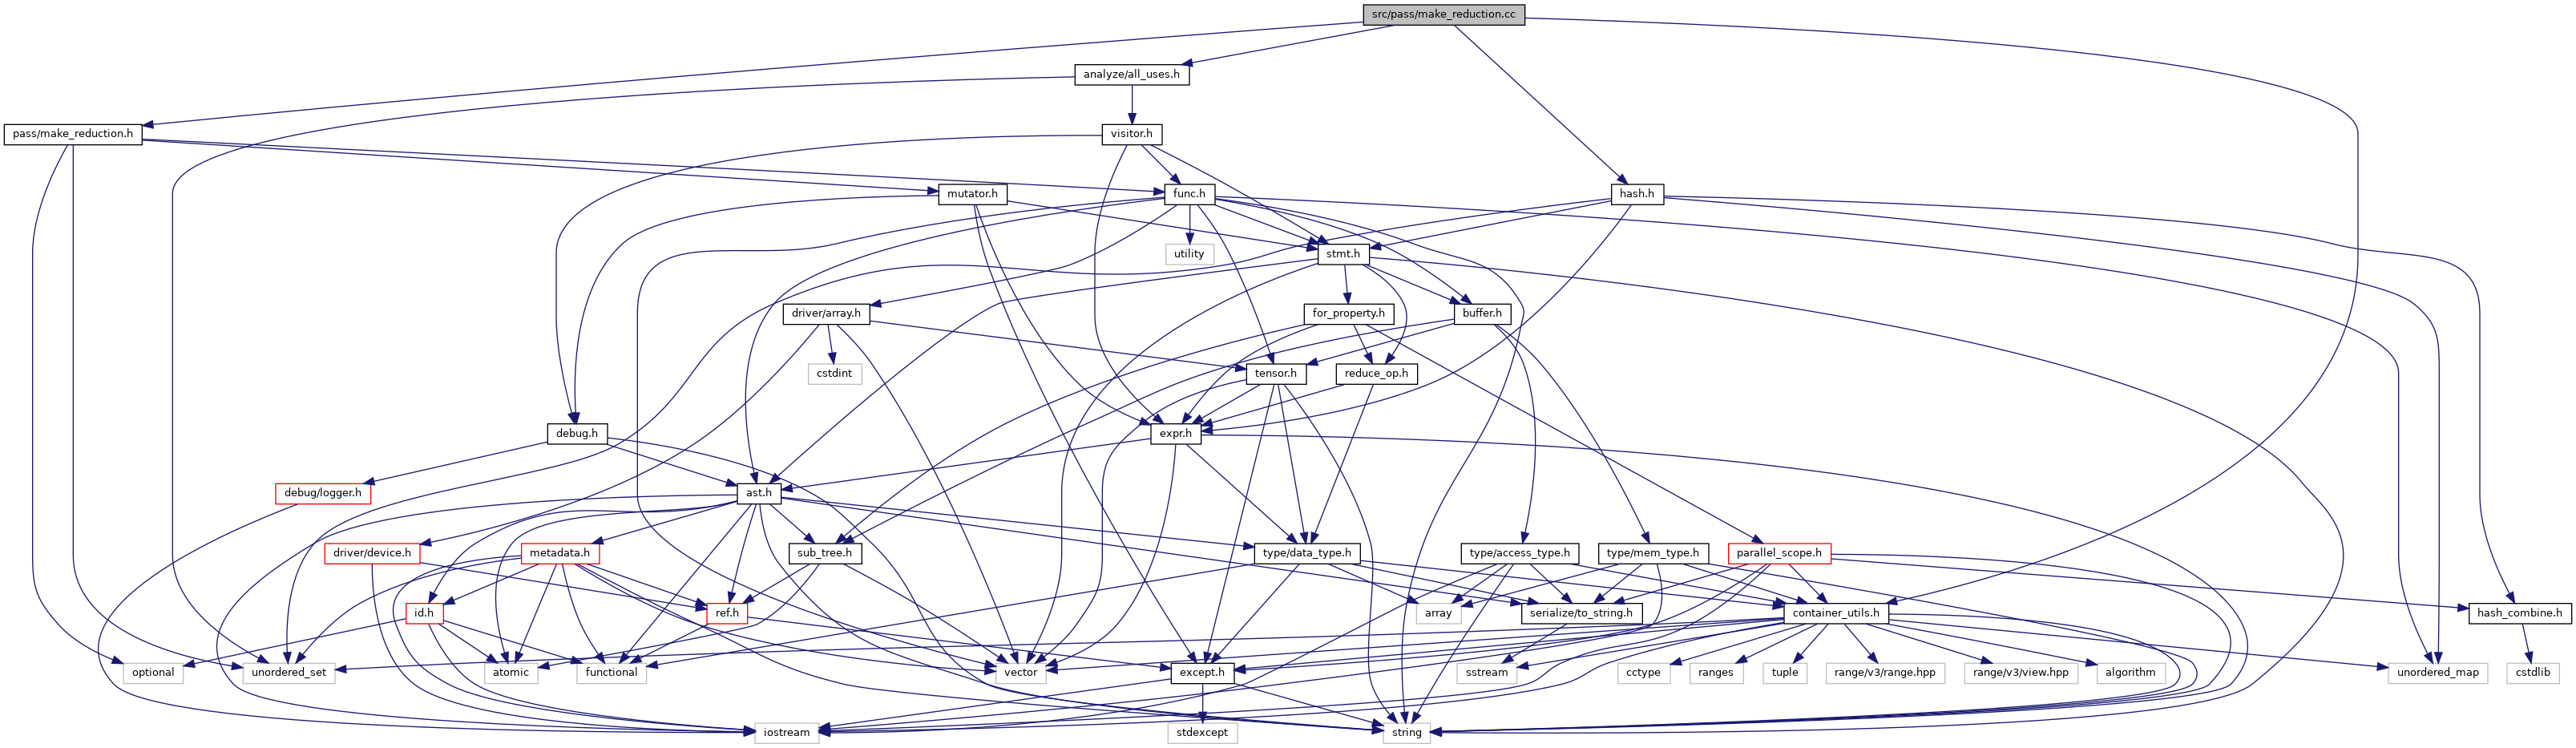 src/pass/make_reduction.cc
analyze/all_uses.h
pass/make_reduction.h
visitor.h
mutator.h
func.h
hash.h
utility
stmt.h
driver/array.h
for_property.h
buffer.h
cstdint
tensor.h
reduce_op.h
debug.h
expr.h
debug/logger.h
ast.h
driver/device.h
metadata.h
sub_tree.h
type/data_type.h
type/access_type.h
type/mem_type.h
parallel_scope.h
id.h
ref.h
array
serialize/to_string.h
container_utils.h
hash_combine.h
optional
unordered_set
atomic
functional
vector
except.h
sstream
cctype
ranges
tuple
range/v3/range.hpp
range/v3/view.hpp
algorithm
unordered_map
cstdlib
iostream
stdexcept
string